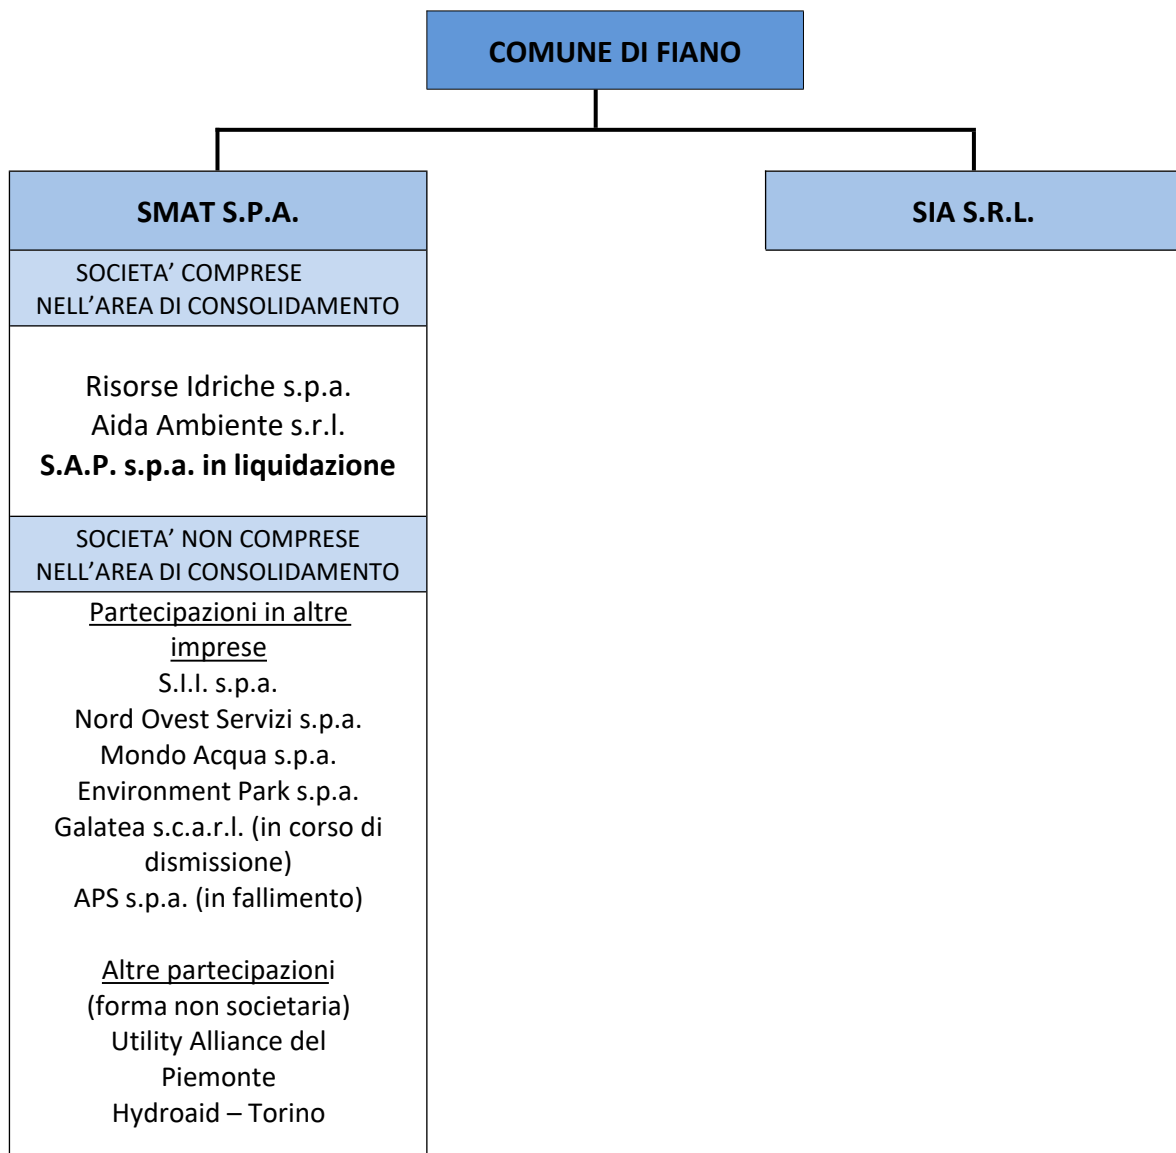 COMUNE DI FIANO
SMAT S.P.A.
SIA S.R.L.
SOCIETA’ COMPRESE
NELL’AREA DI CONSOLIDAMENTO
Risorse Idriche s.p.a.
Aida Ambiente s.r.l.
S.A.P. s.p.a. in liquidazione
SOCIETA’ NON COMPRESE
NELL’AREA DI CONSOLIDAMENTO
Partecipazioni in altre
imprese
S.I.I. s.p.a.
Nord Ovest Servizi s.p.a.
Mondo Acqua s.p.a.
Environment Park s.p.a.
Galatea s.c.a.r.l. (in corso di
dismissione)
APS s.p.a. (in fallimento)
Altre partecipazioni
(forma non societaria)
Utility Alliance del
Piemonte
Hydroaid – Torino